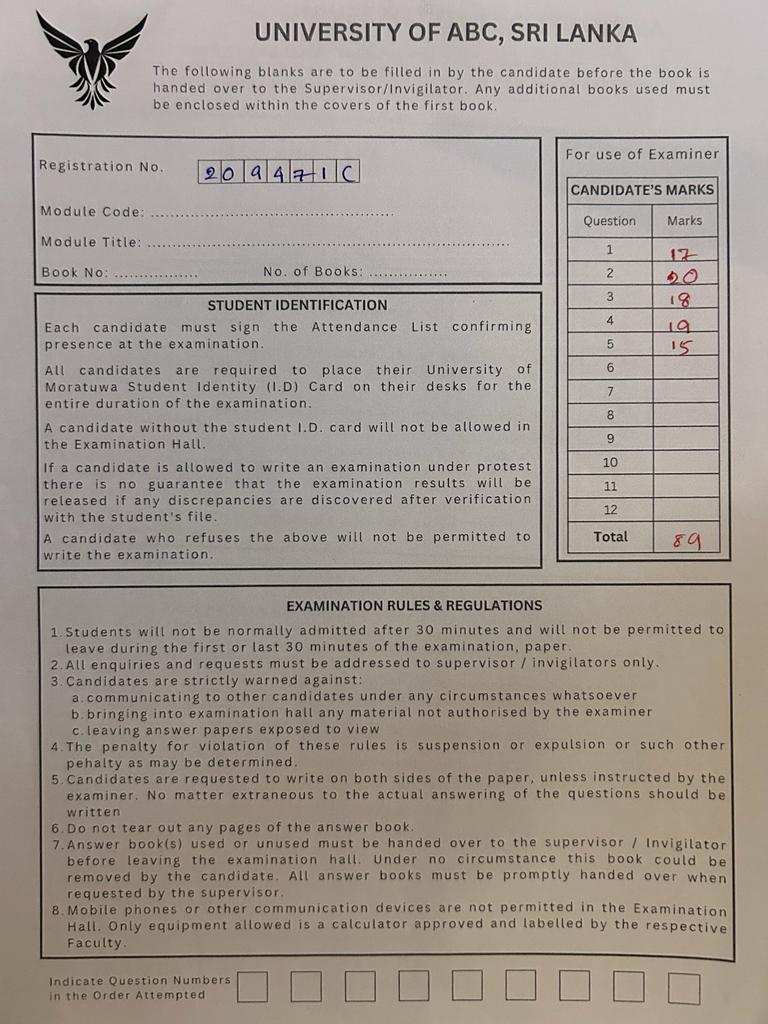 UNIVERSITY OF ABC, SRI LANKA
The following blanks are to be filled in by the candidate before the book is
handed over to the Supervisor/Invigilator. Any additional books used must
be enclosed within the covers of the first book.
Registration No. 209471C
Module Code: ................................................
Module Title: .......................................................................
Book No: ................ No. of Books: ...............
STUDENT IDENTIFICATION
Each candidate must sign the Attendance List confirming
presence at the examination.
All candidates are required to place their University of
Moratuwa Student Identity (I.D) Card on their desks for the
entire duration of the examination.
A candidate without the student I.D. card will not be allowed in
the Examination Hall.
If a candidate is allowed to write an examination under protest
there is no guarantee that the examination results will be
released if any discrepancies are discovered after verification
with the student's file.
A candidate who refuses the above will not be permitted to
write the examination.
For use of Examiner
CANDIDATE'S MARKS
Question Marks
1 17
2 20
3 18
4 19
5 15
6
7
8
9
10
11
12
Total 89
EXAMINATION RULES & REGULATIONS
1. Students will not be normally admitted after 30 minutes and will not be permitted to
leave during the first or last 30 minutes of the examination, paper.
2. All enquiries and requests must be addressed to supervisor / invigilators only.
3. Candidates are strictly warned against:
a. communicating to other candidates under any circumstances whatsoever
b. bringing into examination hall any material not authorised by the examiner
c. leaving answer papers exposed to view
4. The penalty for violation of these rules is suspension or expulsion or such other
pehalty as may be determined.
5. Candidates are requested to write on both sides of the paper, unless instructed by the
examiner. No matter extraneous to the actual answering of the questions should be
written
6. Do not tear out any pages of the answer book.
7. Answer book(s) used or unused must be handed over to the supervisor / Invigilator
before leaving the examination hall. Under no circumstance this book could be
removed by the candidate. All answer books must be promptly handed over when
requested by the supervisor.
8. Mobile phones or other communication devices are not permitted in the Examination
Hall. Only equipment allowed is a calculator approved and labelled by the respective
Faculty.
Indicate Question Numbers
in the Order Attempted